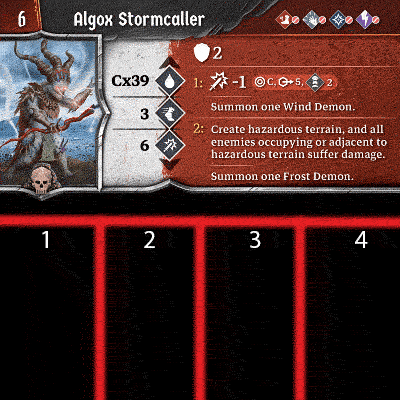 6
Algox Stormcaller
2
Cx39
3
6
1: -1 C, 5, 2
Summon one Wind Demon.
2: Create hazardous terrain, and all
enemies occupying or adjacent to
hazardous terrain suffer damage.
Summon one Frost Demon.
1 2 3 4